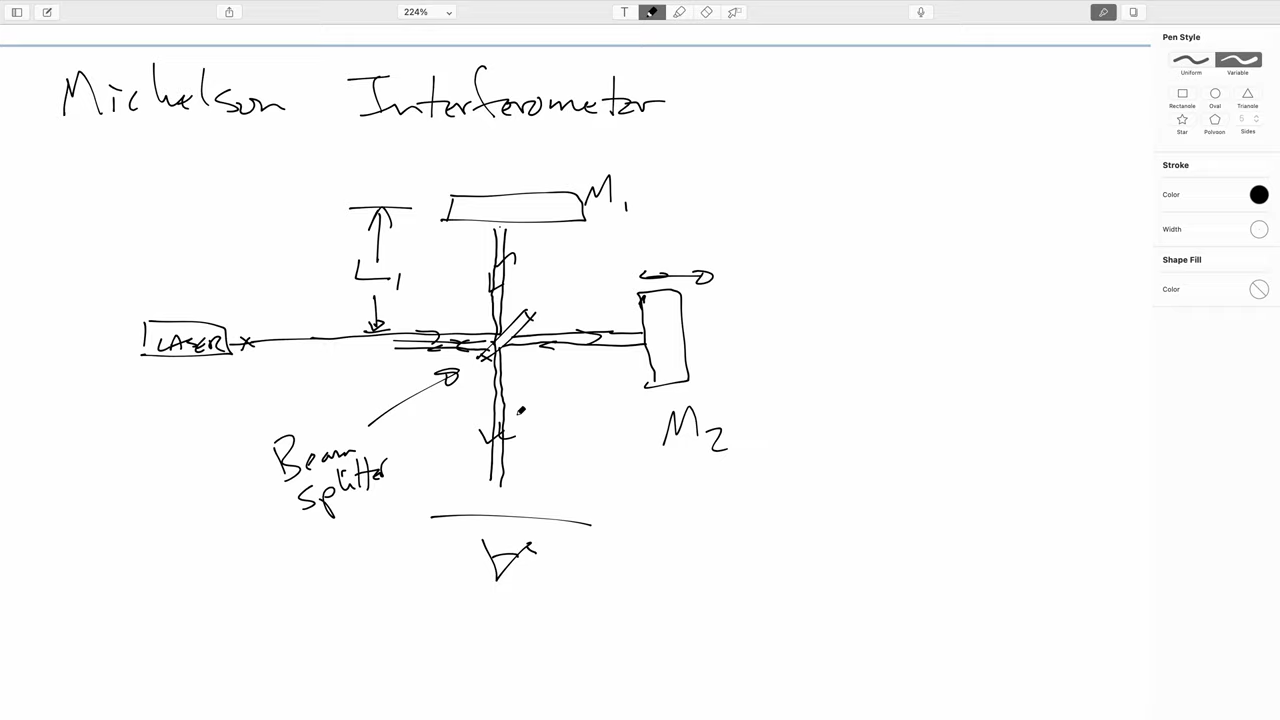 224%
T
Pen Style
Uniform
Variable
Rectangle
Oval
Triangle
Star
Polygon
5
Sides
Stroke
Color
Width
Shape Fill
Color
Michelson Interferometer
M1
L1
LASER
M2
Beam
splitter